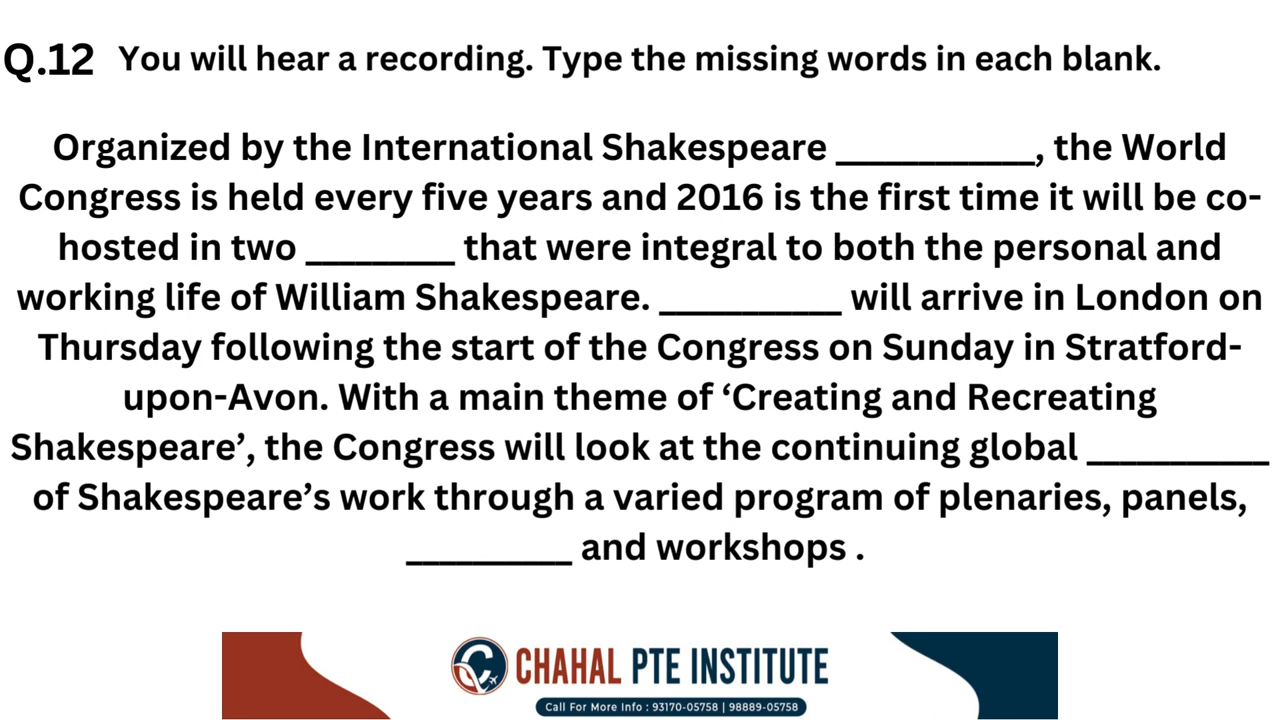 Q.12 You will hear a recording. Type the missing words in each blank.
Organized by the International Shakespeare ____________, the World
Congress is held every five years and 2016 is the first time it will be co-
hosted in two _________ that were integral to both the personal and
working life of William Shakespeare. ___________ will arrive in London on
Thursday following the start of the Congress on Sunday in Stratford-
upon-Avon. With a main theme of ‘Creating and Recreating
Shakespeare’, the Congress will look at the continuing global ___________
of Shakespeare’s work through a varied program of plenaries, panels,
__________ and workshops .
CHAHAL PTE INSTITUTE
Call For More Info : 93170-05758 | 98889-05758